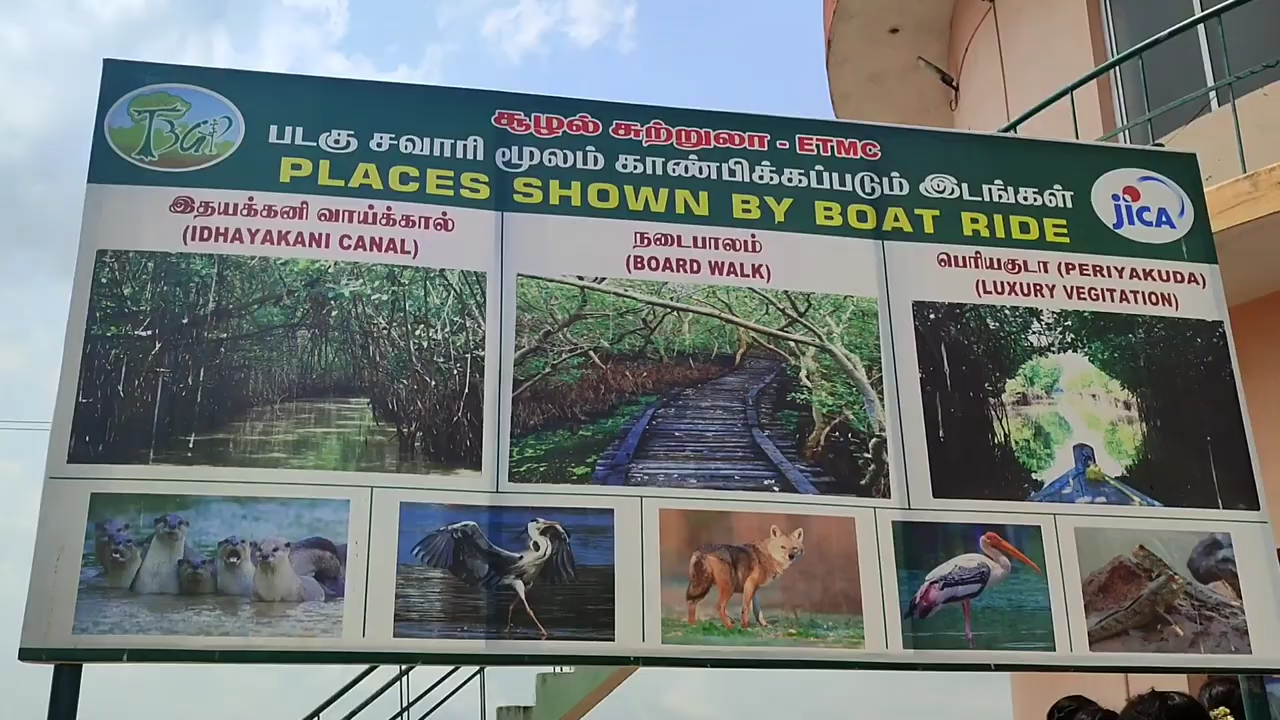 TBGP
சூழல் சுற்றுலா - ETMC
படகு சவாரி மூலம் காண்பிக்கப்படும் இடங்கள்
PLACES SHOWN BY BOAT RIDE
jICA
இதயக்கனி வாய்க்கால்
(IDHAYAKANI CANAL)
நடைபாலம்
(BOARD WALK)
பெரியகுடா (PERIYAKUDA)
(LUXURY VEGITATION)